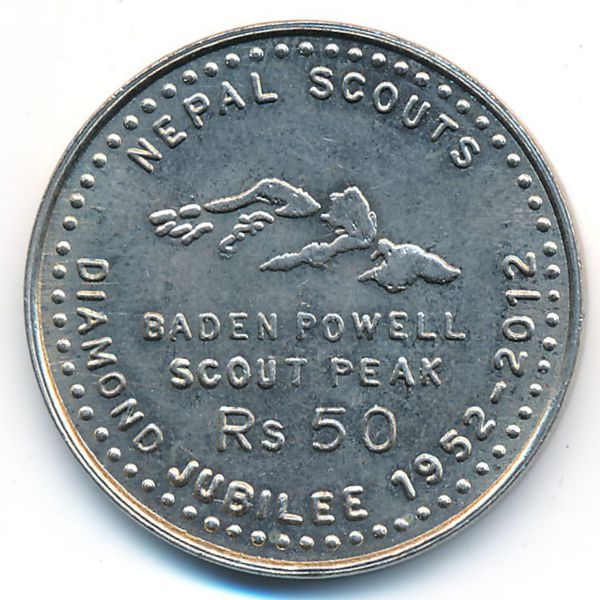 NEPAL SCOUTS
BADEN POWELL
SCOUT PEAK
Rs 50
DIAMOND JUBILEE 1952-2012